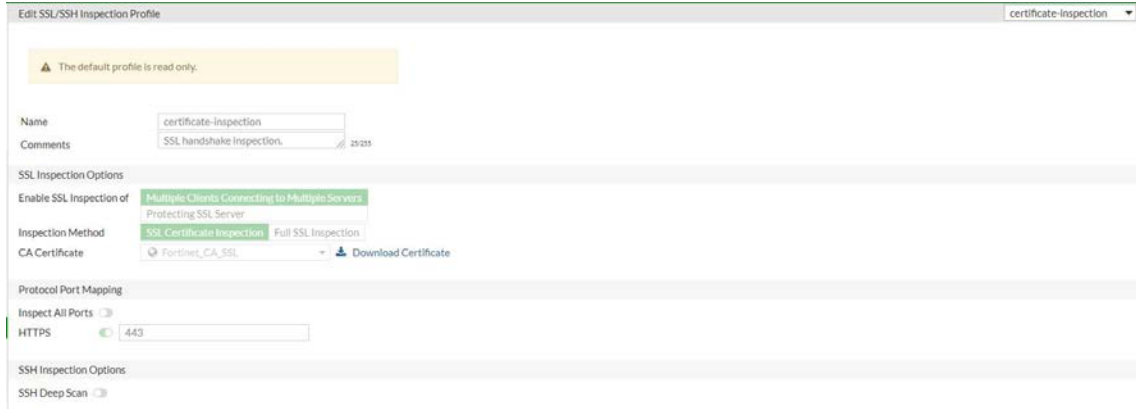 Edit SSL/SSH Inspection Profile certificate-inspection
The default profile is read only.
Name certificate-inspection
Comments SSL handshake inspection. 25/255
SSL Inspection Options
Enable SSL Inspection of Multiple Clients Connecting to Multiple Servers
Protecting SSL Server
Inspection Method SSL Certificate Inspection Full SSL Inspection
CA Certificate Fortinet_CA_SSL Download Certificate
Protocol Port Mapping
Inspect All Ports
HTTPS 443
SSH Inspection Options
SSH Deep Scan